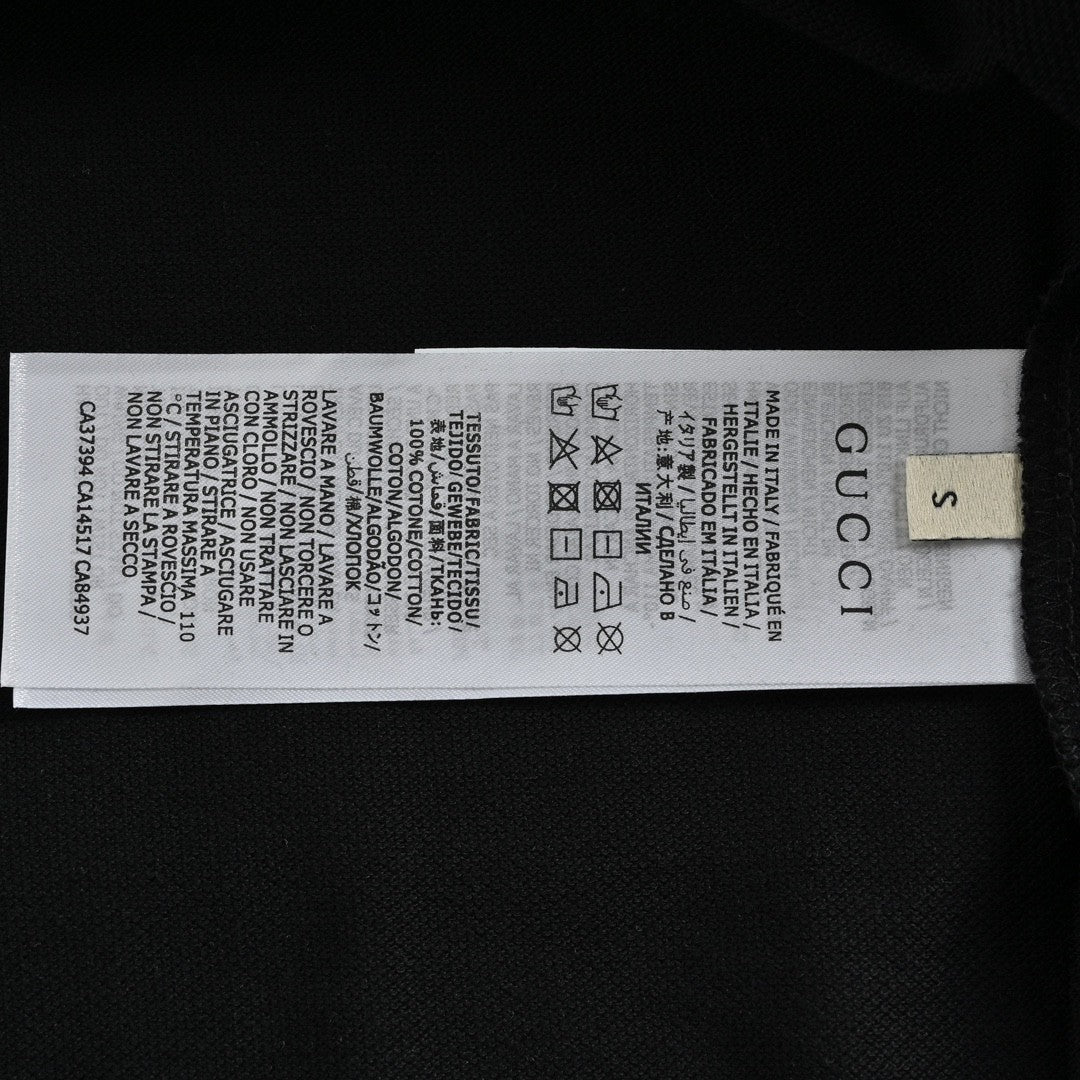 S
GUCCI
MADE IN ITALY / FABRIQUÉ EN
ITALIE / HECHO EN ITALIA /
HERGESTELLT IN ITALIEN /
FABRICADO EM ITÁLIA /
イタリア製 / صنع في إيطاليا /
产地:意大利 / СДЕЛАНО В
ИТАЛИИ
TESSUTO/FABRIC/TISSU/
TEJIDO/GEWEBE/TECIDO/
表地/قماش/面料/ТКАНЬ:
100% COTONE/COTTON/
COTON/ALGODON/
BAUMWOLLE/ALGODÃO/コットン/
قطن/棉/ХЛОПОК
LAVARE A MANO / LAVARE A
ROVESCIO / NON TORCERE O
STRIZZARE / NON LASCIARE IN
AMMOLLO / NON TRATTARE
CON CLORO / NON USARE
ASCIUGATRICE / ASCIUGARE
IN PIANO / STIRARE A
TEMPERATURA MASSIMA 110
°C / STIRARE A ROVESCIO /
NON STIRARE LA STAMPA /
NON LAVARE A SECCO
CA37394 CA14517 CA84937